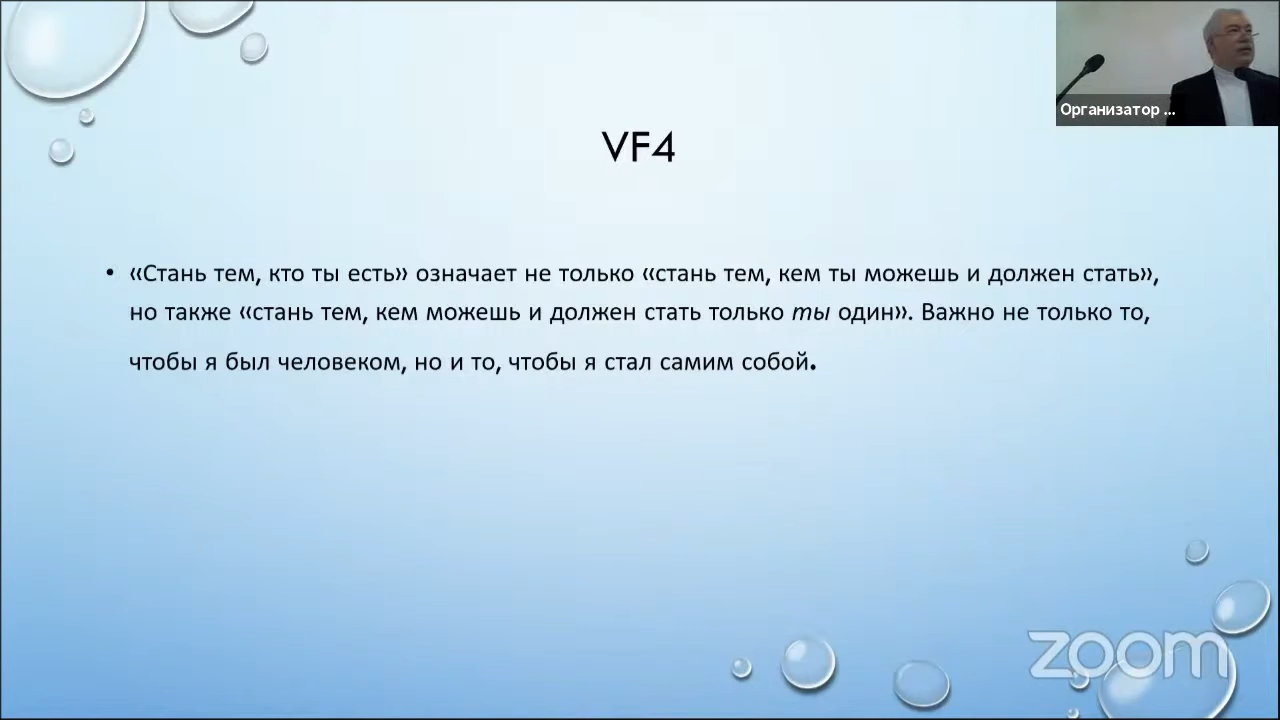 Организатор ...
VF4
• «Стань тем, кто ты есть» означает не только «стань тем, кем ты можешь и должен стать»,
но также «стань тем, кем можешь и должен стать только ты один». Важно не только то,
чтобы я был человеком, но и то, чтобы я стал самим собой.
zoom